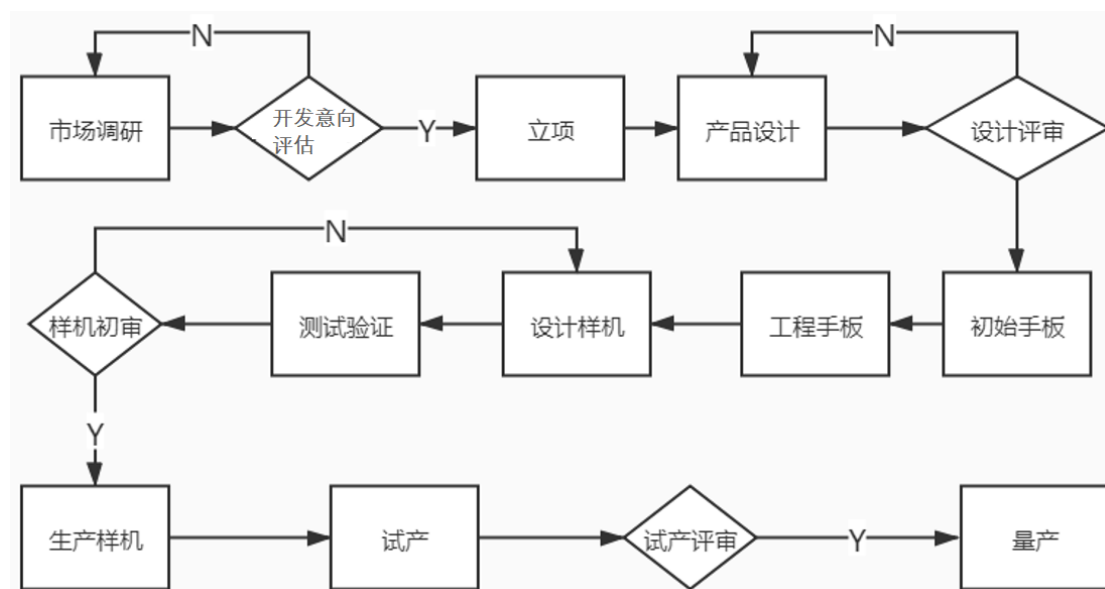 N
N
市场调研
开发意向
评估
Y
立项
产品设计
设计评审
N
样机初审
测试验证
设计样机
工程手板
初始手板
Y
生产样机
试产
试产评审
Y
量产